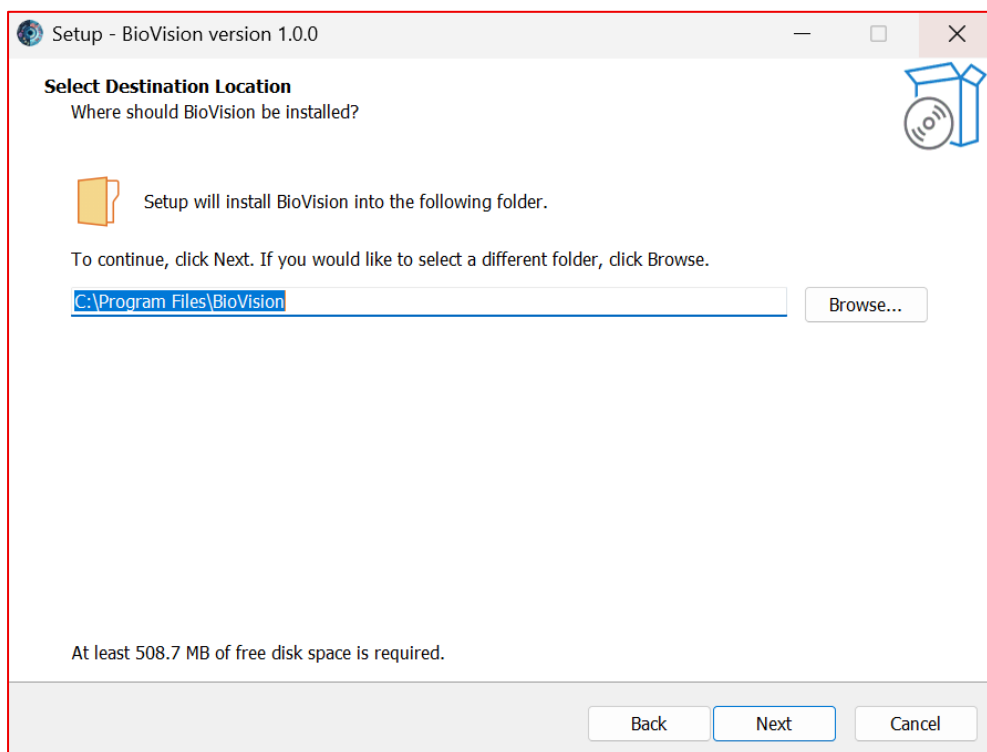 Setup - BioVision version 1.0.0
Select Destination Location
Where should BioVision be installed?
Setup will install BioVision into the following folder.
To continue, click Next. If you would like to select a different folder, click Browse.
C:\Program Files\BioVision
Browse...
At least 508.7 MB of free disk space is required.
Back
Next
Cancel